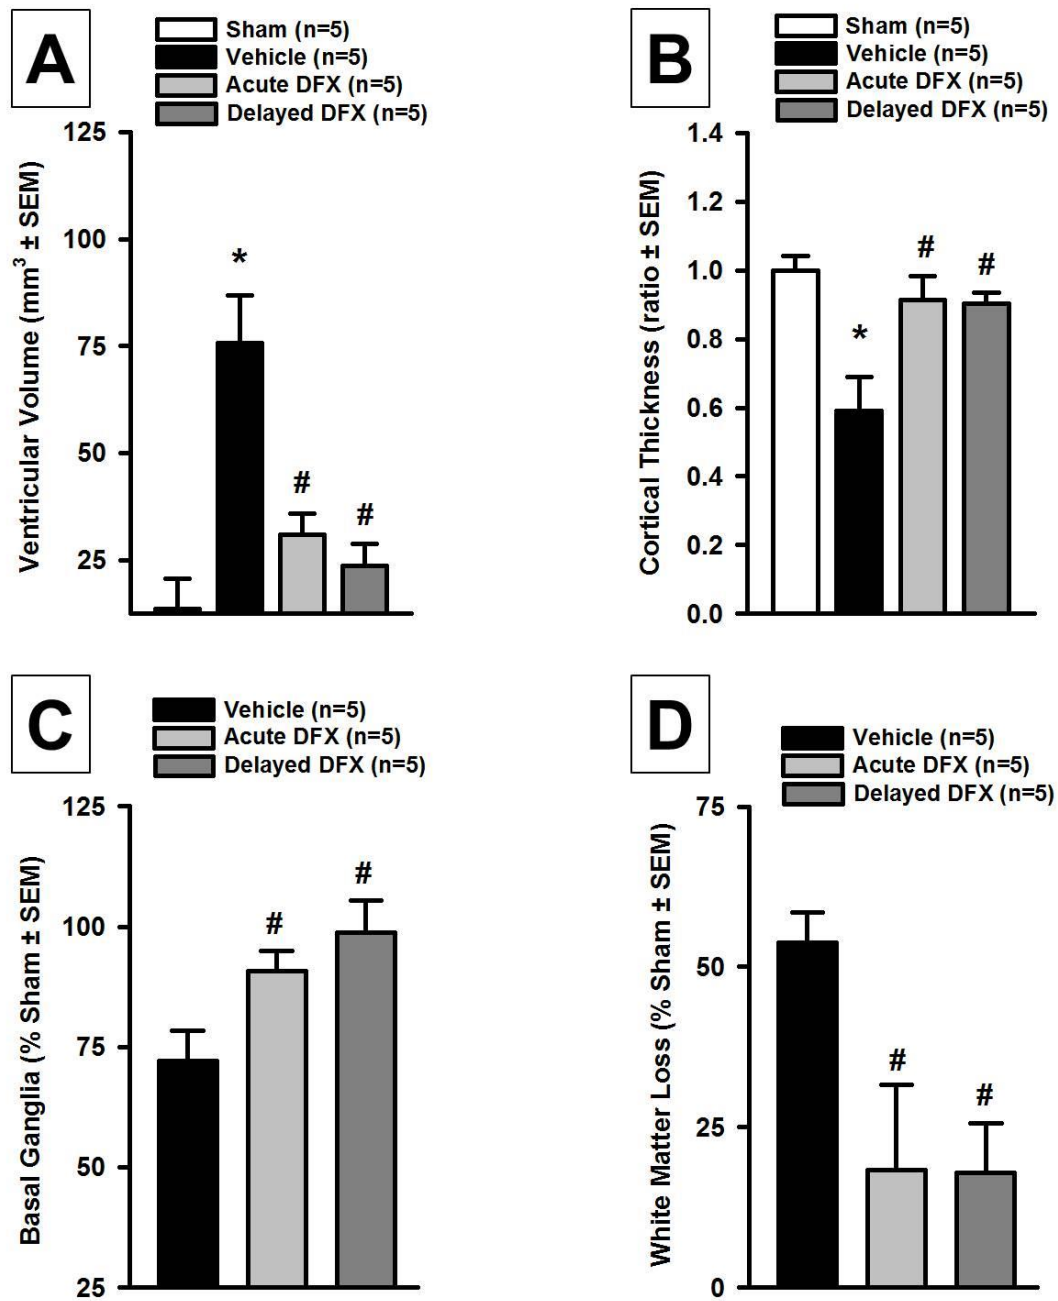 A
Sham (n=5)
Vehicle (n=5)
Acute DFX (n=5)
Delayed DFX (n=5)
Ventricular Volume (mm³ ± SEM)
125
100
75
50
25
*
#
#
B
Sham (n=5)
Vehicle (n=5)
Acute DFX (n=5)
Delayed DFX (n=5)
Cortical Thickness (ratio ± SEM)
1.4
1.2
1.0
0.8
0.6
0.4
0.2
0.0
*
#
#
C
Vehicle (n=5)
Acute DFX (n=5)
Delayed DFX (n=5)
Basal Ganglia (% Sham ± SEM)
125
100
75
50
25
#
#
D
Vehicle (n=5)
Acute DFX (n=5)
Delayed DFX (n=5)
White Matter Loss (% Sham ± SEM)
75
50
25
0
#
#